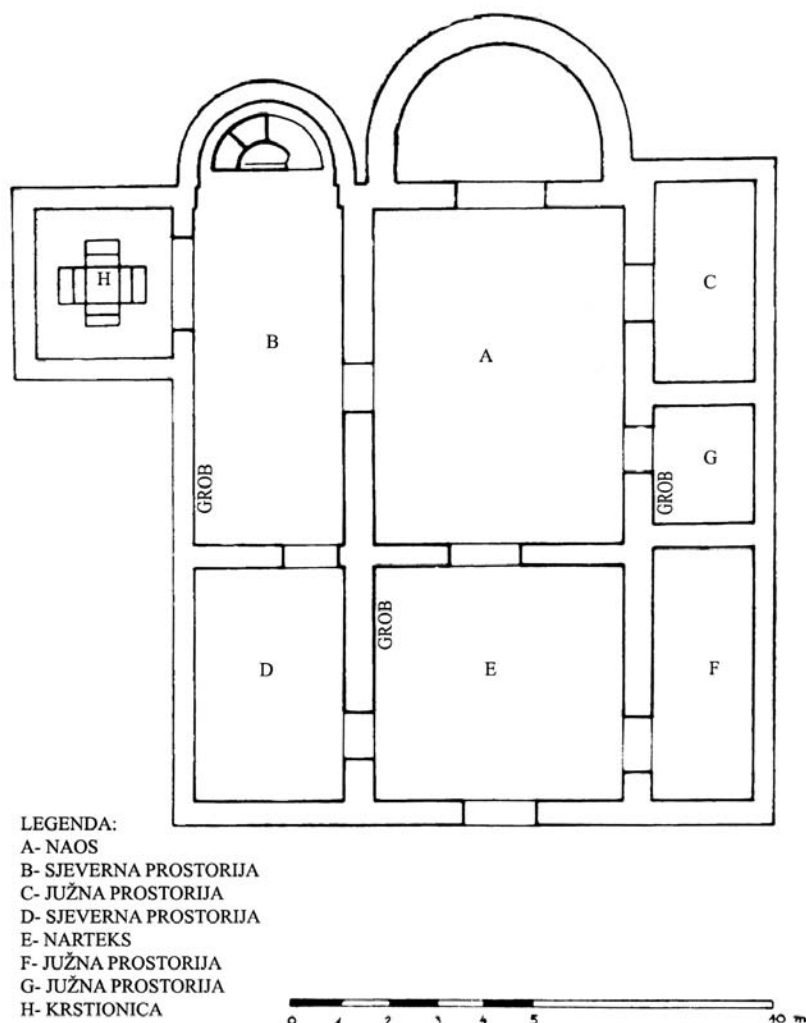 H
B
A
C
G
GROB
GROB
GROB
D
E
F
LEGENDA:
A- NAOS
B- SJEVERNA PROSTORIJA
C- JUŽNA PROSTORIJA
D- SJEVERNA PROSTORIJA
E- NARTEKS
F- JUŽNA PROSTORIJA
G- JUŽNA PROSTORIJA
H- KRSTIONICA
0 1 2 3 4 5 10 m